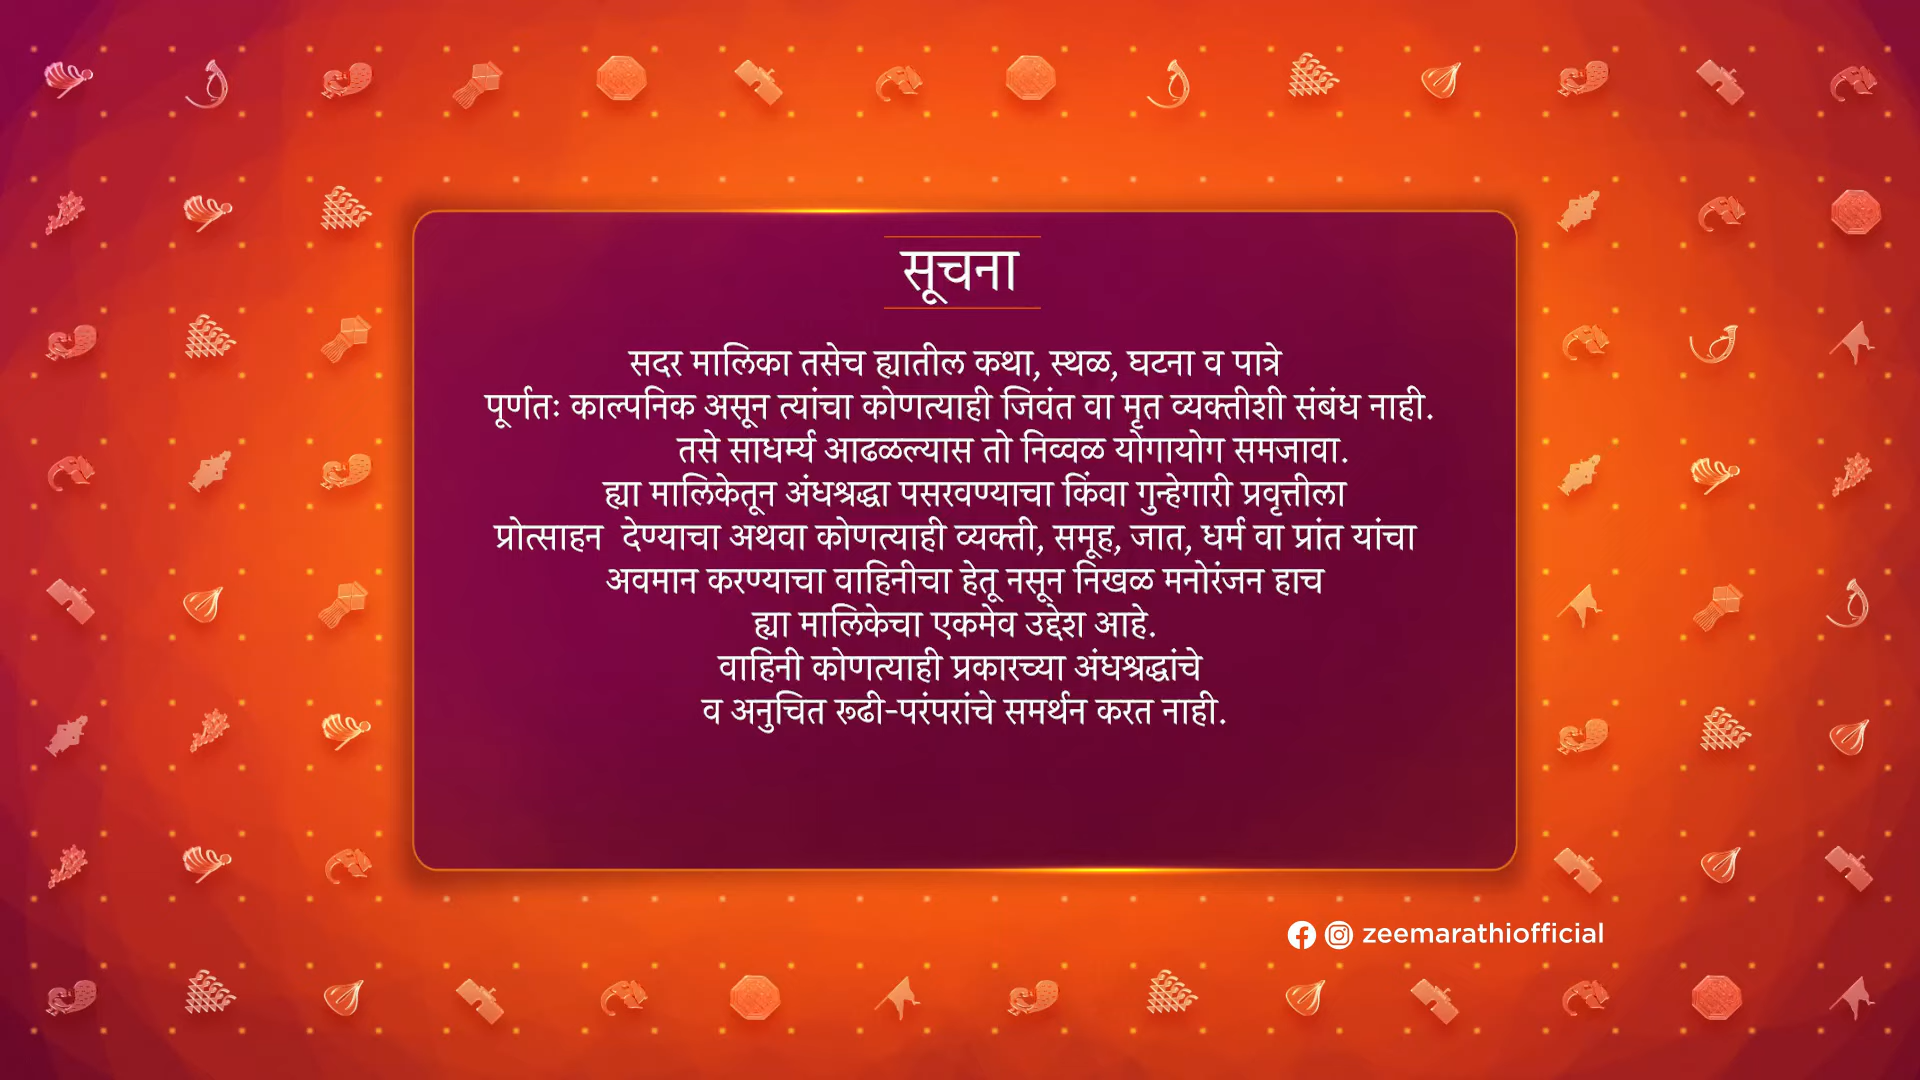 सूचना
सदर मालिका तसेच ह्यातील कथा, स्थळ, घटना व पात्रे
पूर्णतः काल्पनिक असून त्यांचा कोणत्याही जिवंत वा मृत व्यक्तीशी संबंध नाही.
तसे साधर्म्य आढळल्यास तो निव्वळ योगायोग समजावा.
ह्या मालिकेतून अंधश्रद्धा पसरवण्याचा किंवा गुन्हेगारी प्रवृत्तीला
प्रोत्साहन देण्याचा अथवा कोणत्याही व्यक्ती, समूह, जात, धर्म वा प्रांत यांचा
अवमान करण्याचा वाहिनीचा हेतू नसून निखळ मनोरंजन हाच
ह्या मालिकेचा एकमेव उद्देश आहे.
वाहिनी कोणत्याही प्रकारच्या अंधश्रद्धांचे
व अनुचित रूढी-परंपरांचे समर्थन करत नाही.
zeemarathiofficial